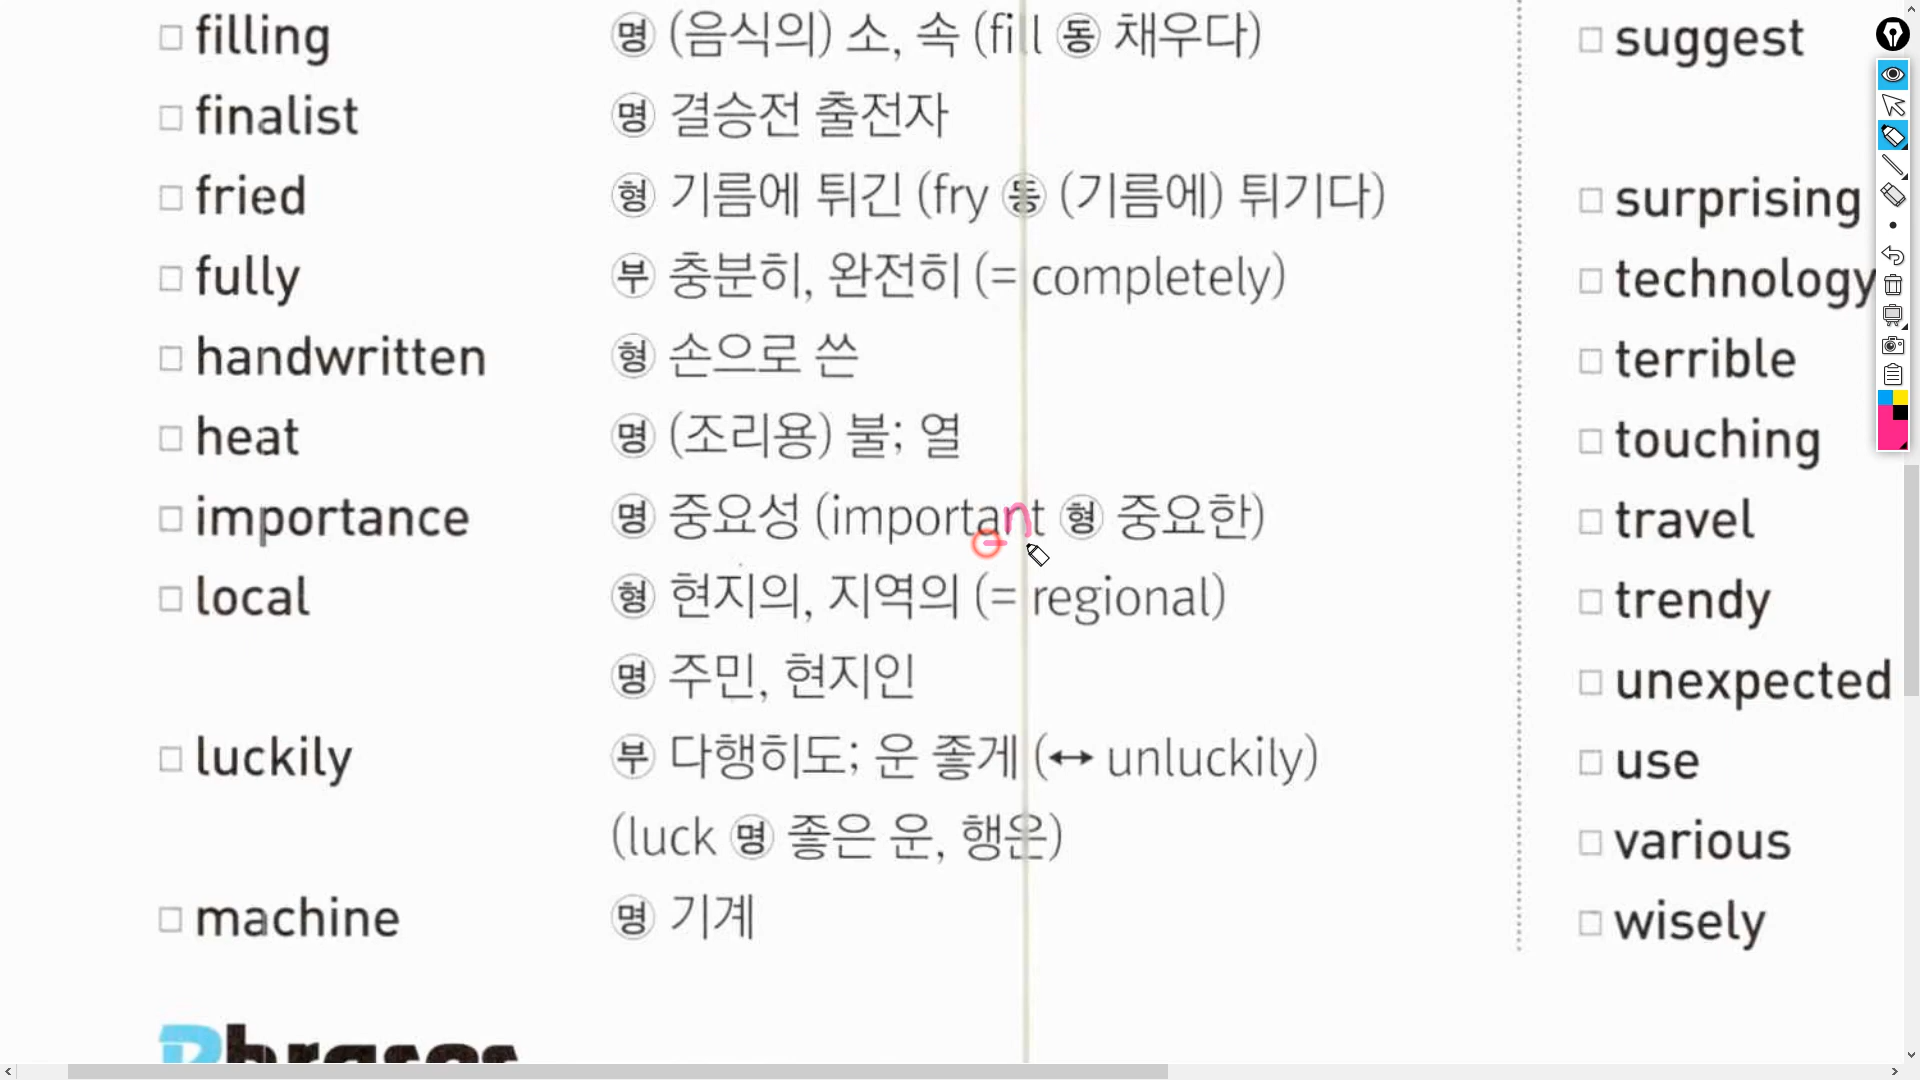 filling 명 (음식의) 소, 속 (fill 동 채우다)
finalist 명 결승전 출전자
fried 형 기름에 튀긴 (fry 동 (기름에) 튀기다)
fully 부 충분히, 완전히 (= completely)
handwritten 형 손으로 쓴
heat 명 (조리용) 불; 열
importance 명 중요성 (important 형 중요한)
local 형 현지의, 지역의 (= regional)
명 주민, 현지인
luckily 부 다행히도; 운 좋게 (↔ unluckily)
(luck 명 좋은 운, 행운)
machine 명 기계
suggest
surprising
technology
terrible
touching
travel
trendy
unexpected
use
various
wisely
Phrases